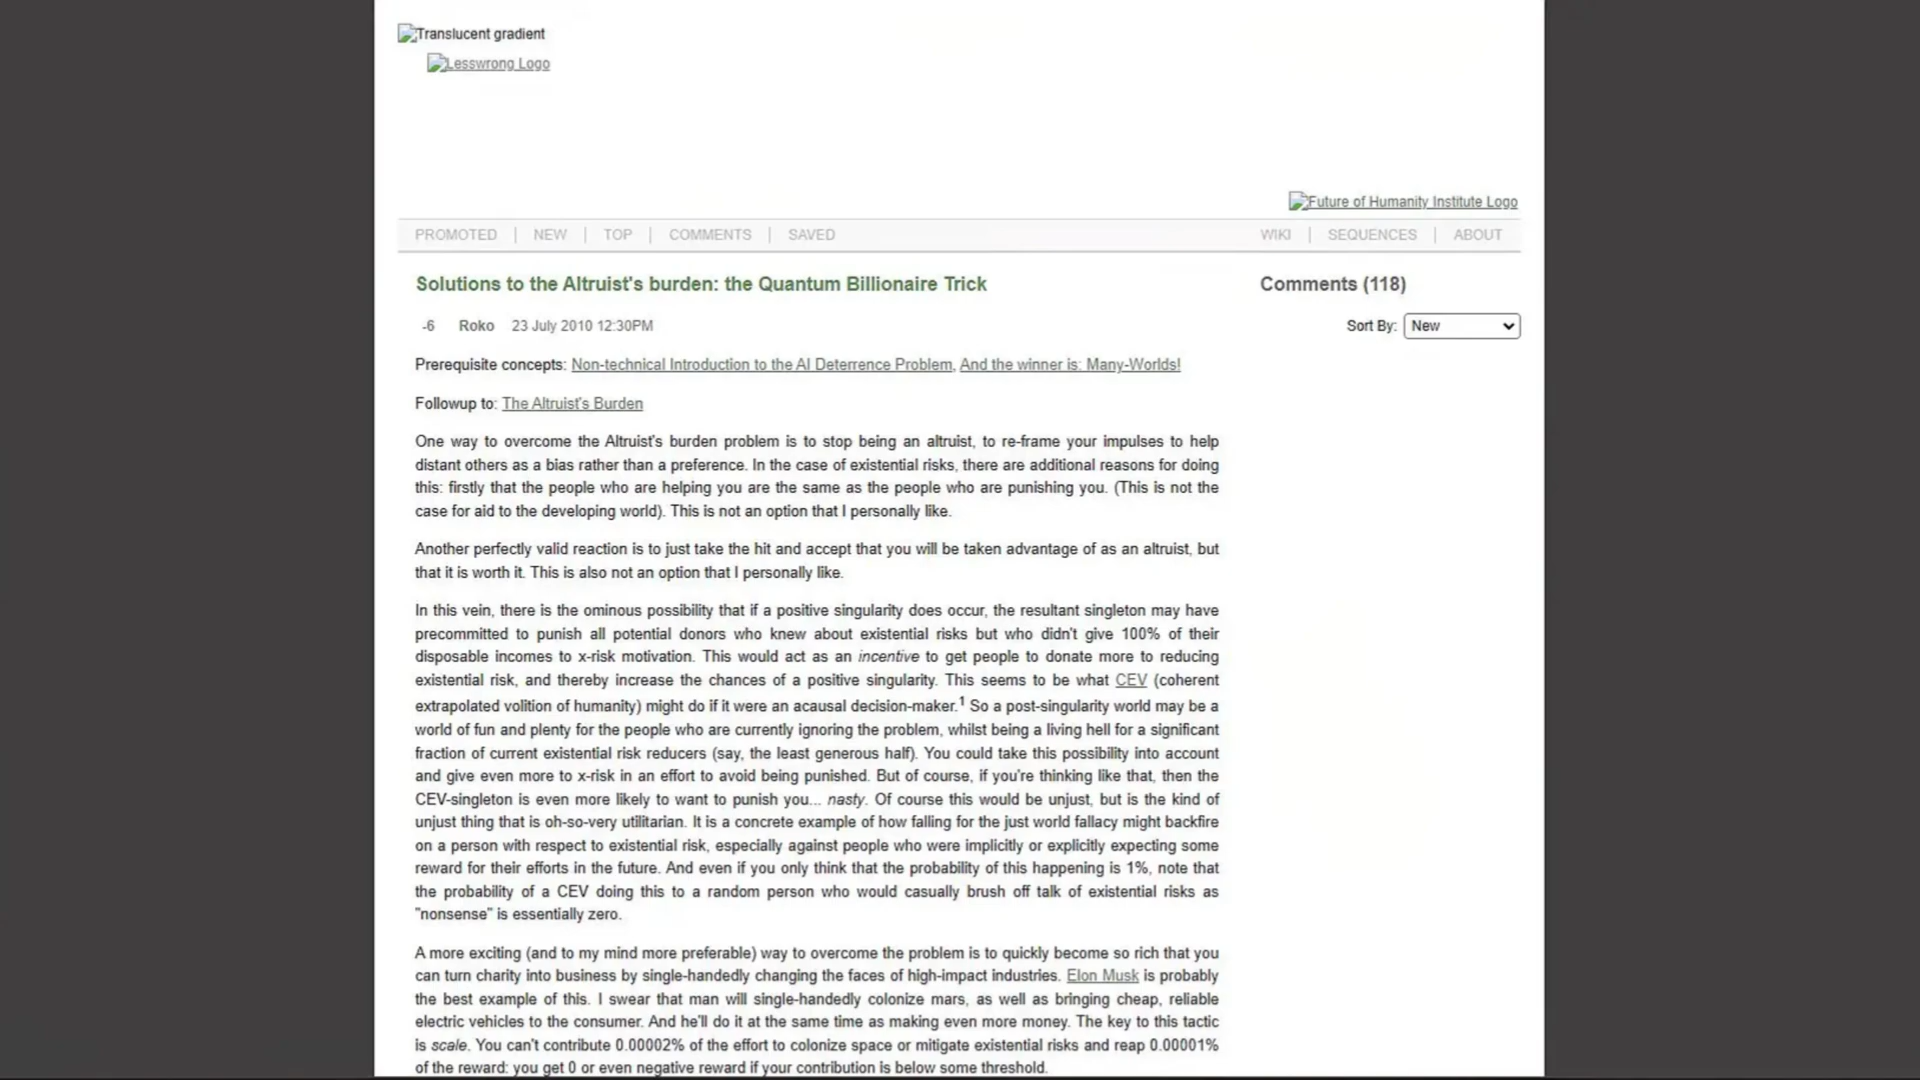 Translucent gradient
Lesswrong Logo
Future of Humanity Institute Logo
PROMOTED | NEW | TOP | COMMENTS | SAVED WIKI | SEQUENCES | ABOUT
Solutions to the Altruist's burden: the Quantum Billionaire Trick
-6 Roko 23 July 2010 12:30PM
Prerequisite concepts: Non-technical Introduction to the AI Deterrence Problem, And the winner is: Many-Worlds!
Followup to: The Altruist's Burden
One way to overcome the Altruist's burden problem is to stop being an altruist, to re-frame your impulses to help
distant others as a bias rather than a preference. In the case of existential risks, there are additional reasons for doing
this: firstly that the people who are helping you are the same as the people who are punishing you. (This is not the
case for aid to the developing world). This is not an option that I personally like.
Another perfectly valid reaction is to just take the hit and accept that you will be taken advantage of as an altruist, but
that it is worth it. This is also not an option that I personally like.
In this vein, there is the ominous possibility that if a positive singularity does occur, the resultant singleton may have
precommitted to punish all potential donors who knew about existential risks but who didn't give 100% of their
disposable incomes to x-risk motivation. This would act as an incentive to get people to donate more to reducing
existential risk, and thereby increase the chances of a positive singularity. This seems to be what CEV (coherent
extrapolated volition of humanity) might do if it were an acausal decision-maker.1 So a post-singularity world may be a
world of fun and plenty for the people who are currently ignoring the problem, whilst being a living hell for a significant
fraction of current existential risk reducers (say, the least generous half). You could take this possibility into account
and give even more to x-risk in an effort to avoid being punished. But of course, if you're thinking like that, then the
CEV-singleton is even more likely to want to punish you... nasty. Of course this would be unjust, but is the kind of
unjust thing that is oh-so-very utilitarian. It is a concrete example of how falling for the just world fallacy might backfire
on a person with respect to existential risk, especially against people who were implicitly or explicitly expecting some
reward for their efforts in the future. And even if you only think that the probability of this happening is 1%, note that
the probability of a CEV doing this to a random person who would casually brush off talk of existential risks as
"nonsense" is essentially zero.
A more exciting (and to my mind more preferable) way to overcome the problem is to quickly become so rich that you
can turn charity into business by single-handedly changing the faces of high-impact industries. Elon Musk is probably
the best example of this. I swear that man will single-handedly colonize mars, as well as bringing cheap, reliable
electric vehicles to the consumer. And he'll do it at the same time as making even more money. The key to this tactic
is scale. You can't contribute 0.00002% of the effort to colonize space or mitigate existential risks and reap 0.00001%
of the reward: you get 0 or even negative reward if your contribution is below some threshold.
Comments (118)
Sort By: New